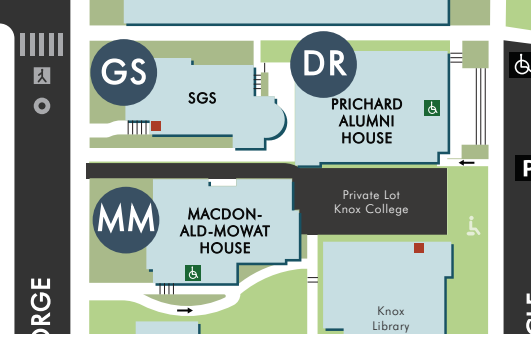 GS
SGS
DR
PRICHARD
ALUMNI
HOUSE
P
Private Lot
Knox College
MM
MACDON-
ALD-MOWAT
HOUSE
Knox
Library
ORGE